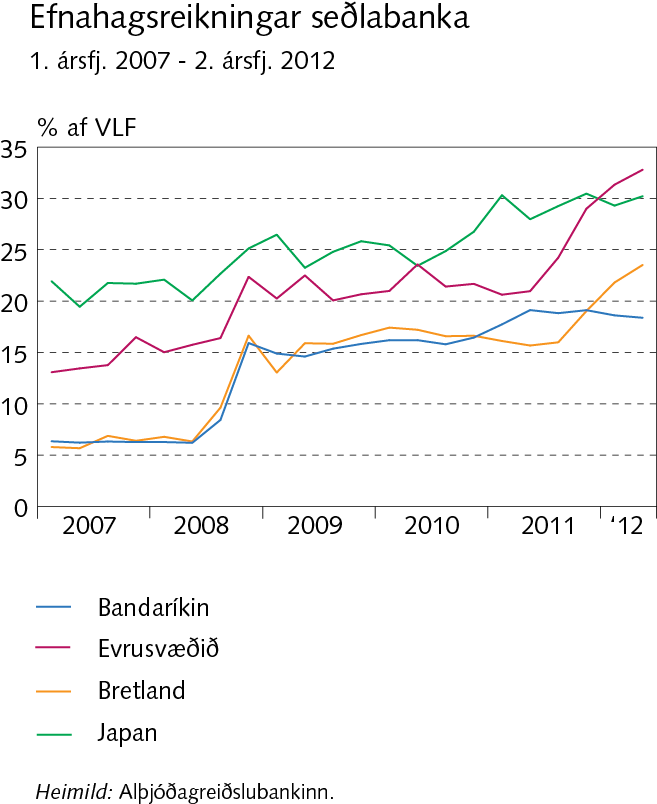 Efnahagsreikningar seðlabanka
1. ársfj. 2007 - 2. ársfj. 2012
% af VLF
35
30
25
20
15
10
5
0
2007 2008 2009 2010 2011 ‘12
Bandaríkin
Evrusvæðið
Bretland
Japan
Heimild: Alþjóðagreiðslubankinn.